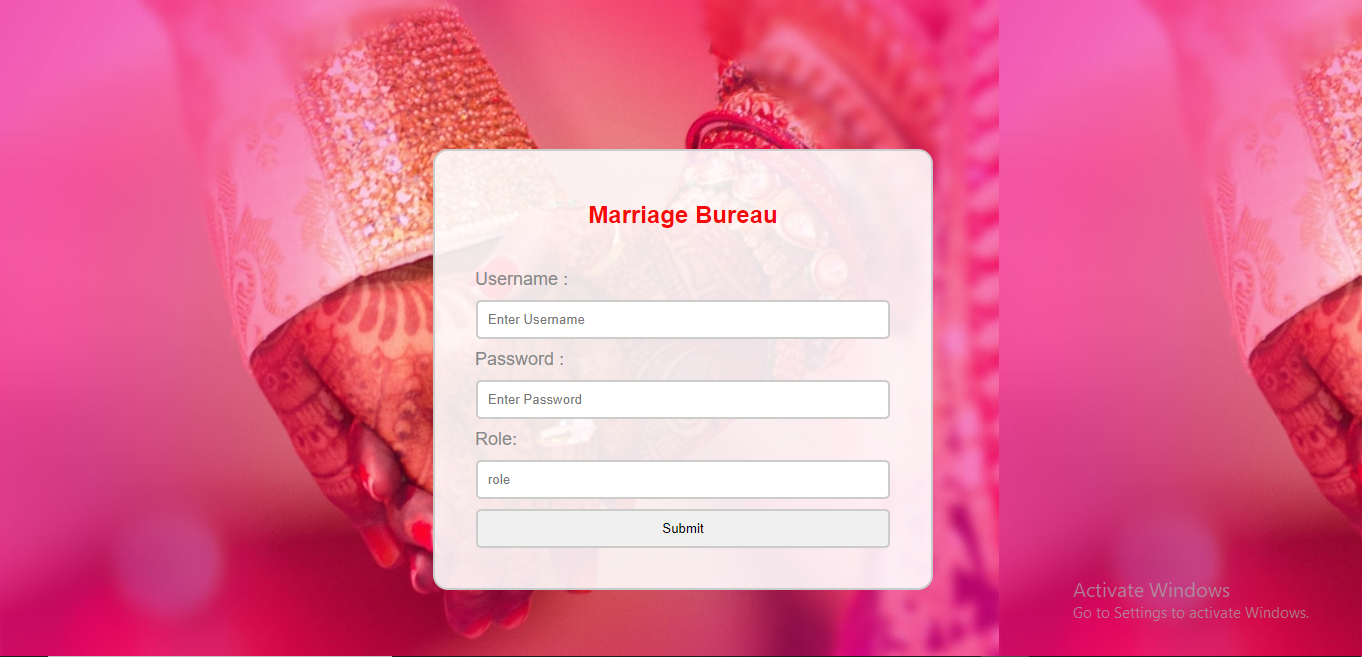 Marriage Bureau
Username :
Enter Username
Password :
Enter Password
Role:
role
Submit
Activate Windows
Go to Settings to activate Windows.